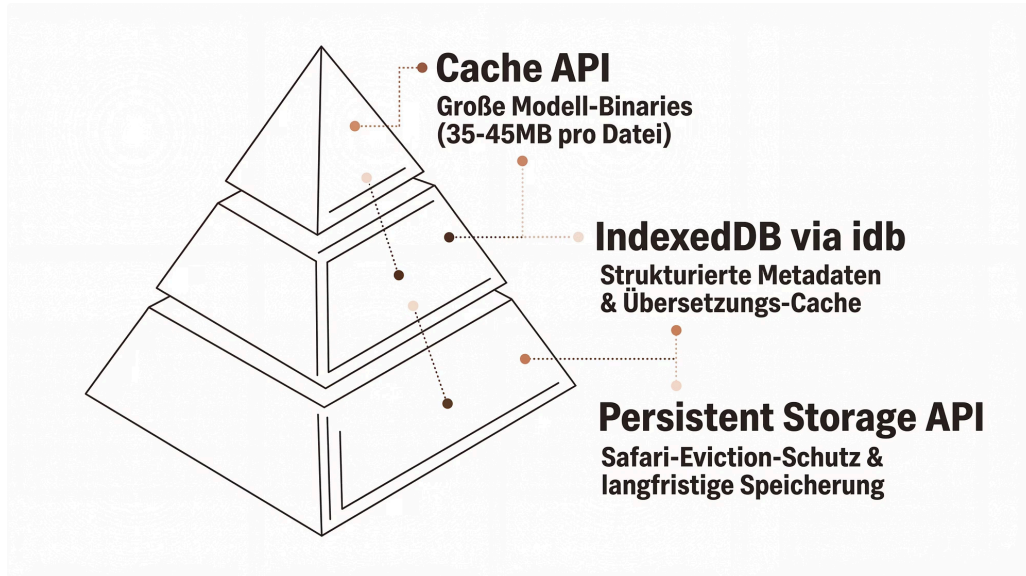 Cache API
Große Modell-Binaries
(35-45MB pro Datei)
IndexedDB via idb
Strukturierte Metadaten
& Übersetzungs-Cache
Persistent Storage API
Safari-Eviction-Schutz &
langfristige Speicherung